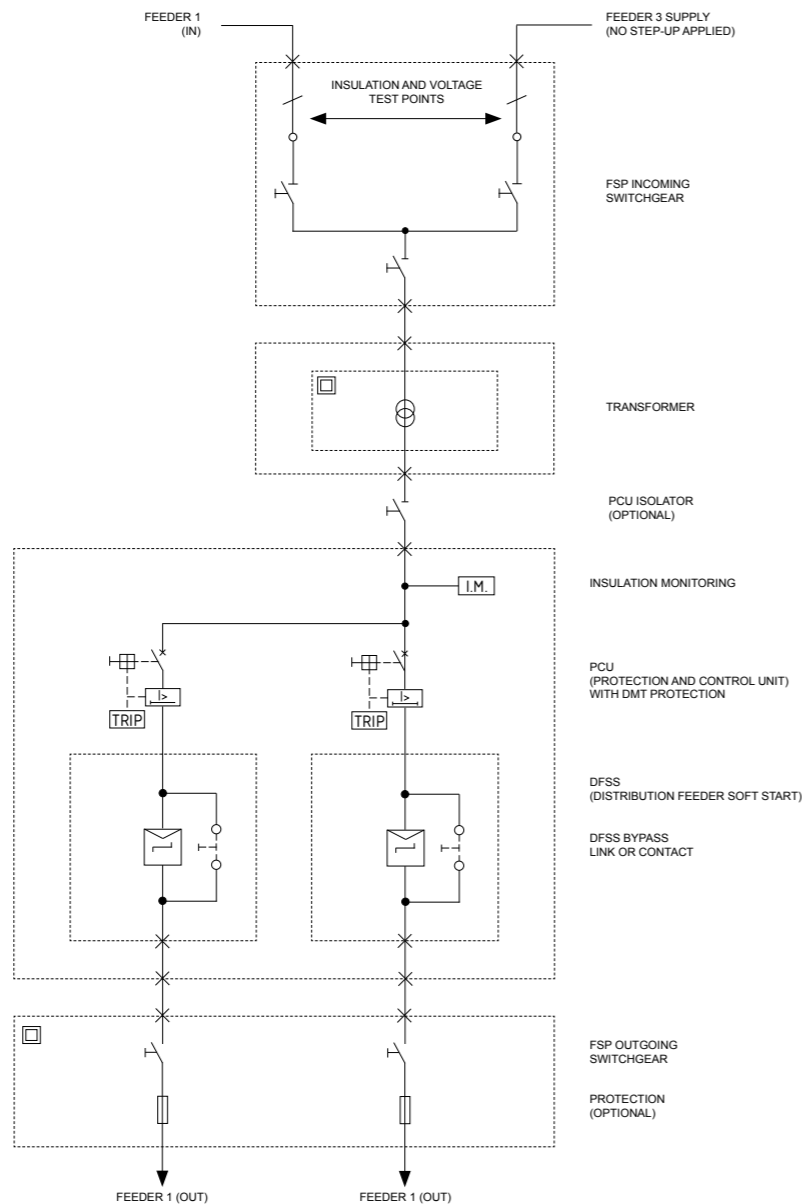 FEEDER 1
(IN)
FEEDER 3 SUPPLY
(NO STEP-UP APPLIED)
INSULATION AND VOLTAGE
TEST POINTS
FSP INCOMING
SWITCHGEAR
TRANSFORMER
PCU ISOLATOR
(OPTIONAL)
I.M.
INSULATION MONITORING
I>
I>
PCU
(PROTECTION AND CONTROL UNIT)
WITH DMT PROTECTION
TRIP
TRIP
DFSS
(DISTRIBUTION FEEDER SOFT START)
DFSS BYPASS
LINK OR CONTACT
FSP OUTGOING
SWITCHGEAR
PROTECTION
(OPTIONAL)
FEEDER 1 (OUT)
FEEDER 1 (OUT)